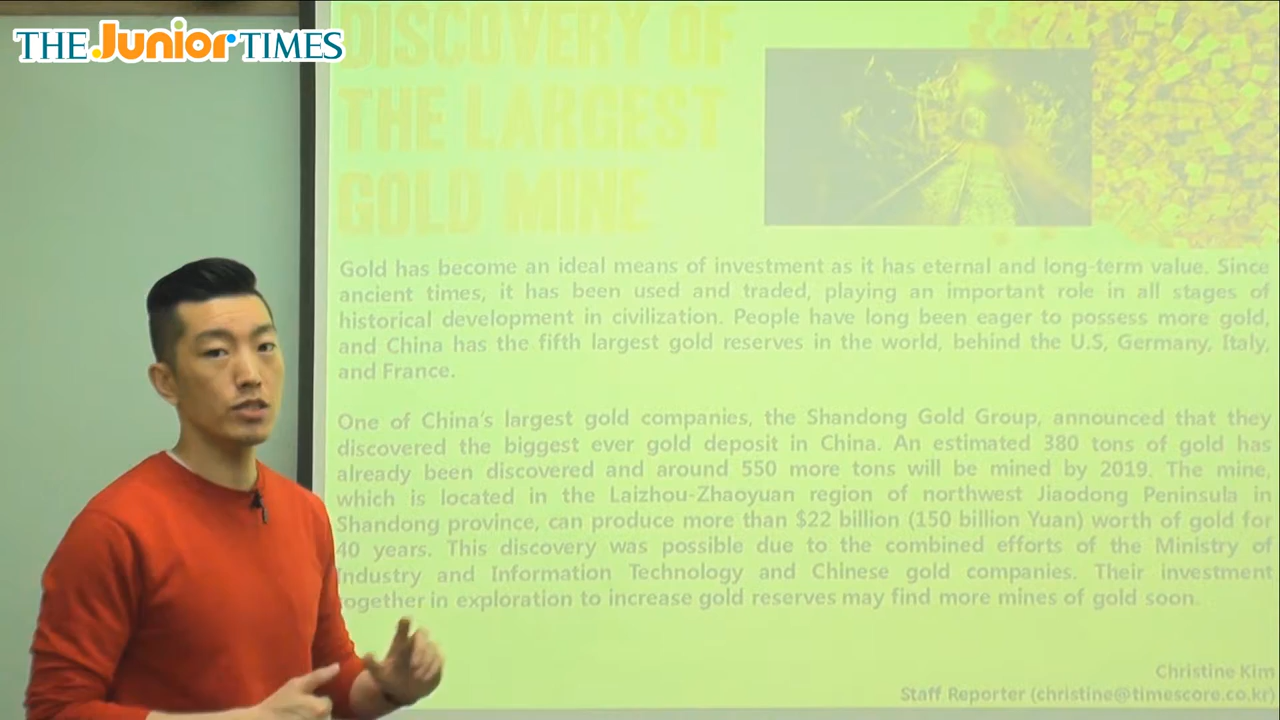 THE Junior TIMES
DISCOVERY OF
THE LARGEST
GOLD MINE
Gold has become an ideal means of investment as it has eternal and long-term value. Since
ancient times, it has been used and traded, playing an important role in all stages of
historical development in civilization. People have long been eager to possess more gold,
and China has the fifth largest gold reserves in the world, behind the U.S, Germany, Italy,
and France.
One of China's largest gold companies, the Shandong Gold Group, announced that they
discovered the biggest ever gold deposit in China. An estimated 380 tons of gold has
already been discovered and around 550 more tons will be mined by 2019. The mine,
which is located in the Laizhou-Zhaoyuan region of northwest Jiaodong Peninsula in
Shandong province, can produce more than $22 billion (150 billion Yuan) worth of gold for
40 years. This discovery was possible due to the combined efforts of the Ministry of
Industry and Information Technology and Chinese gold companies. Their investment
together in exploration to increase gold reserves may find more mines of gold soon.
Christine Kim
Staff Reporter (christine@timescore.co.kr)